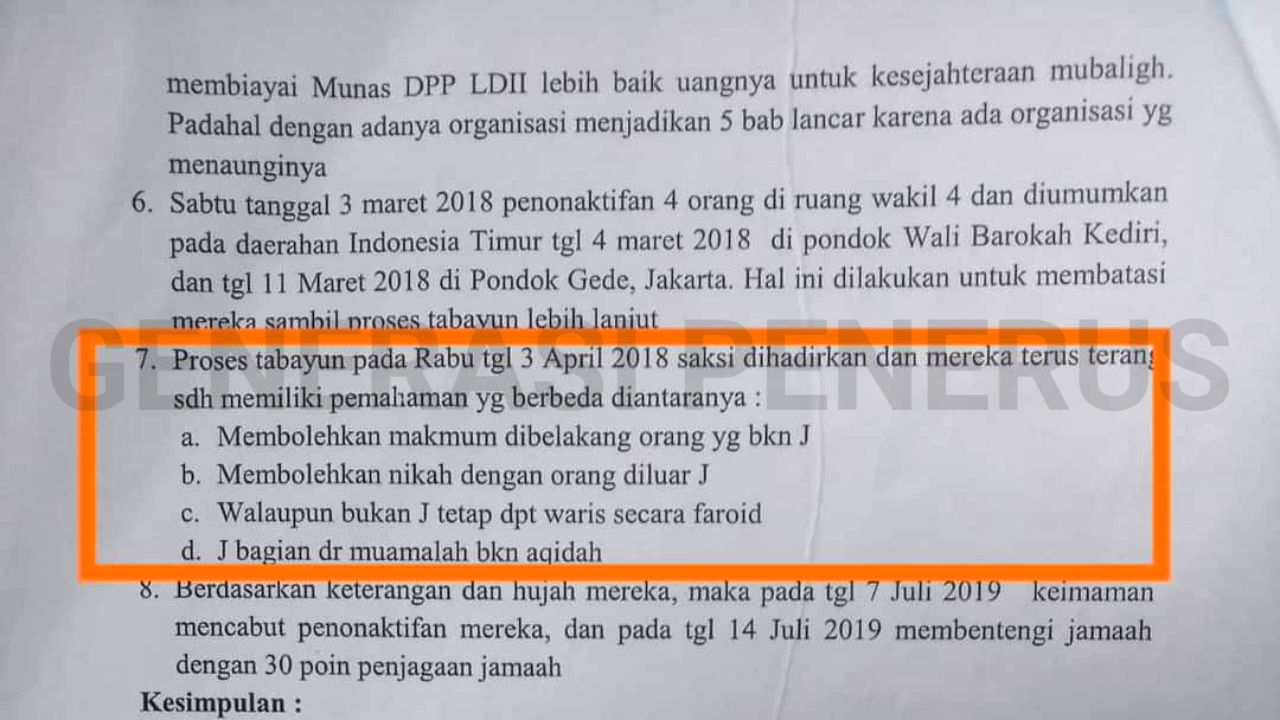 membiayai Munas DPP LDII lebih baik uangnya untuk kesejahteraan mubaligh.
Padahal dengan adanya organisasi menjadikan 5 bab lancar karena ada organisasi yg
menaunginya
6. Sabtu tanggal 3 maret 2018 penonaktifan 4 orang di ruang wakil 4 dan diumumkan
pada daerahan Indonesia Timur tgl 4 maret 2018 di pondok Wali Barokah Kediri,
dan tgl 11 Maret 2018 di Pondok Gede, Jakarta. Hal ini dilakukan untuk membatasi
mereka sambil proses tabayun lebih lanjut
GENERASI PENERUS
7. Proses tabayun pada Rabu tgl 3 April 2018 saksi dihadirkan dan mereka terus terang
sdh memiliki pemahaman yg berbeda diantaranya :
a. Membolehkan makmum dibelakang orang yg bkn J
b. Membolehkan nikah dengan orang diluar J
c. Walaupun bukan J tetap dpt waris secara faroid
d. J bagian dr muamalah bkn aqidah
8. Berdasarkan keterangan dan hujah mereka, maka pada tgl 7 Juli 2019 keimaman
mencabut penonaktifan mereka, dan pada tgl 14 Juli 2019 membentengi jamaah
dengan 30 poin penjagaan jamaah
Kesimpulan :